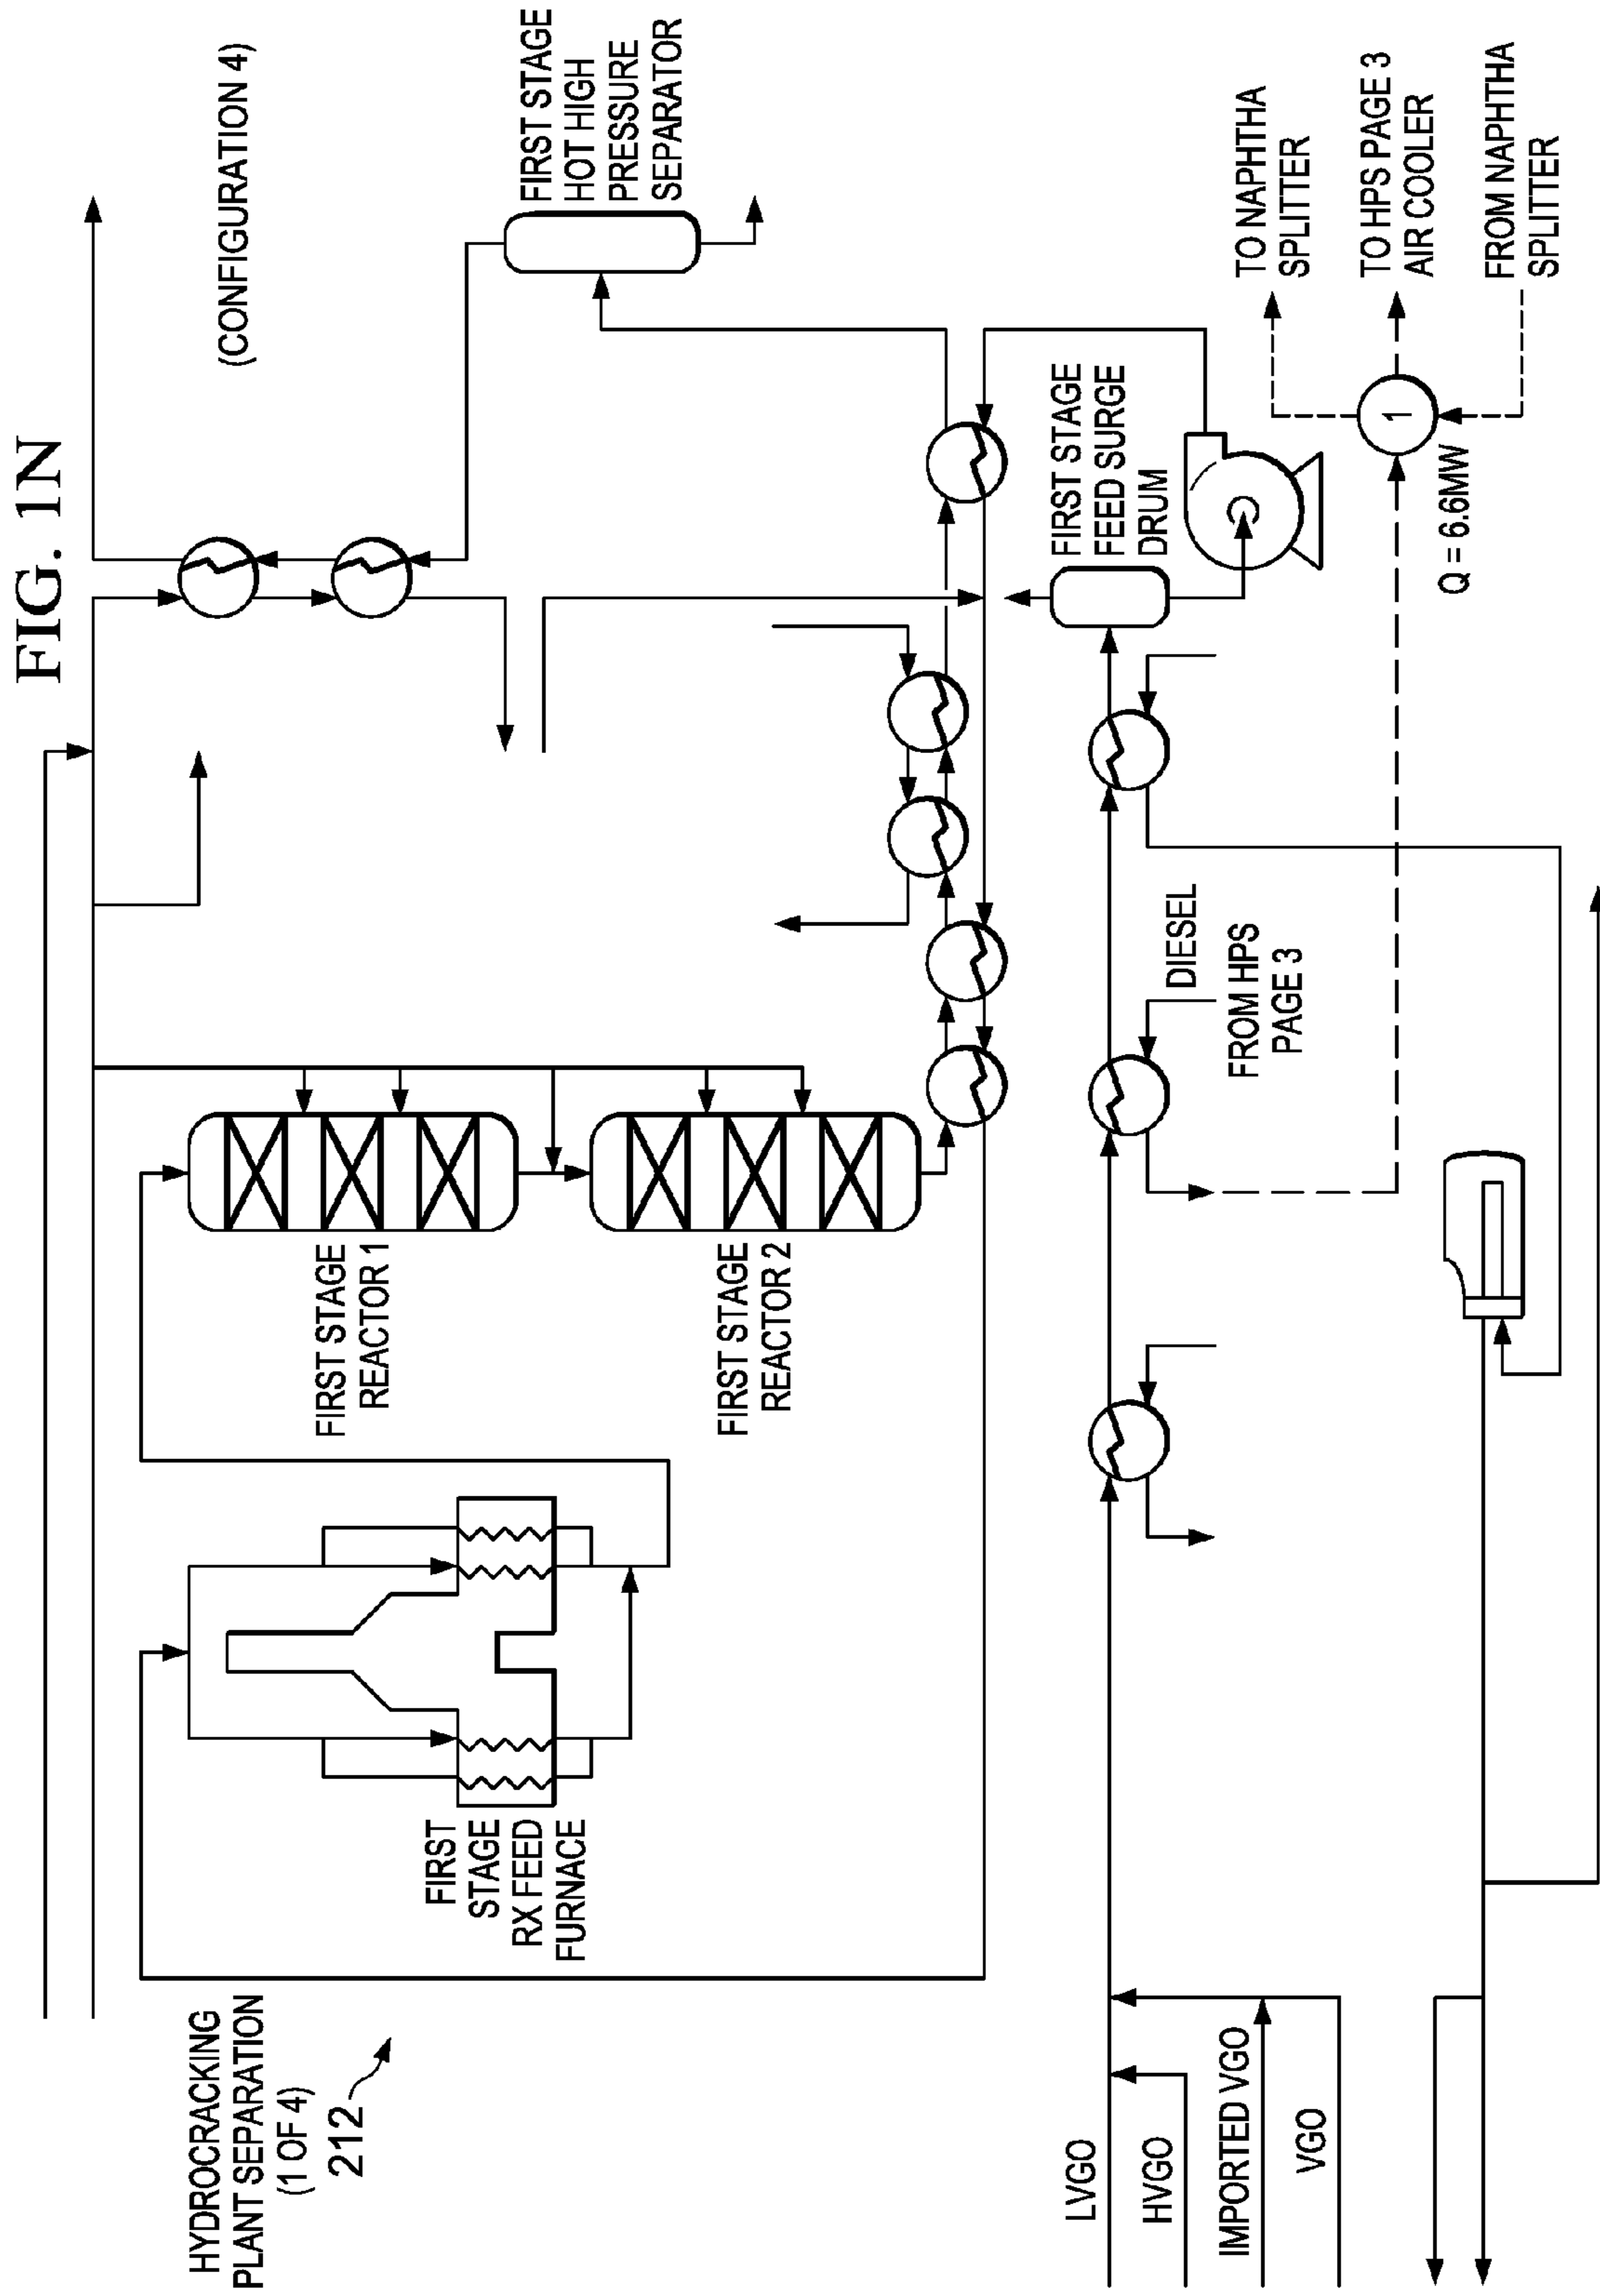 FIG. 1N
(CONFIGURATION 4)
HYDROCRACKING
PLANT SEPARATION
(1 OF 4)
212
FIRST
STAGE
RX FEED
FURNACE
FIRST STAGE
REACTOR 1
FIRST STAGE
REACTOR 2
FIRST STAGE
HOT HIGH
PRESSURE
SEPARATOR
FIRST STAGE
FEED SURGE
DRUM
LVGO
HVGO
IMPORTED VGO
VGO
DIESEL
FROM HPS
PAGE 3
TO NAPHTHA
SPLITTER
TO HPS PAGE 3
AIR COOLER
FROM NAPHTHA
SPLITTER
1
Q = 6.6MW